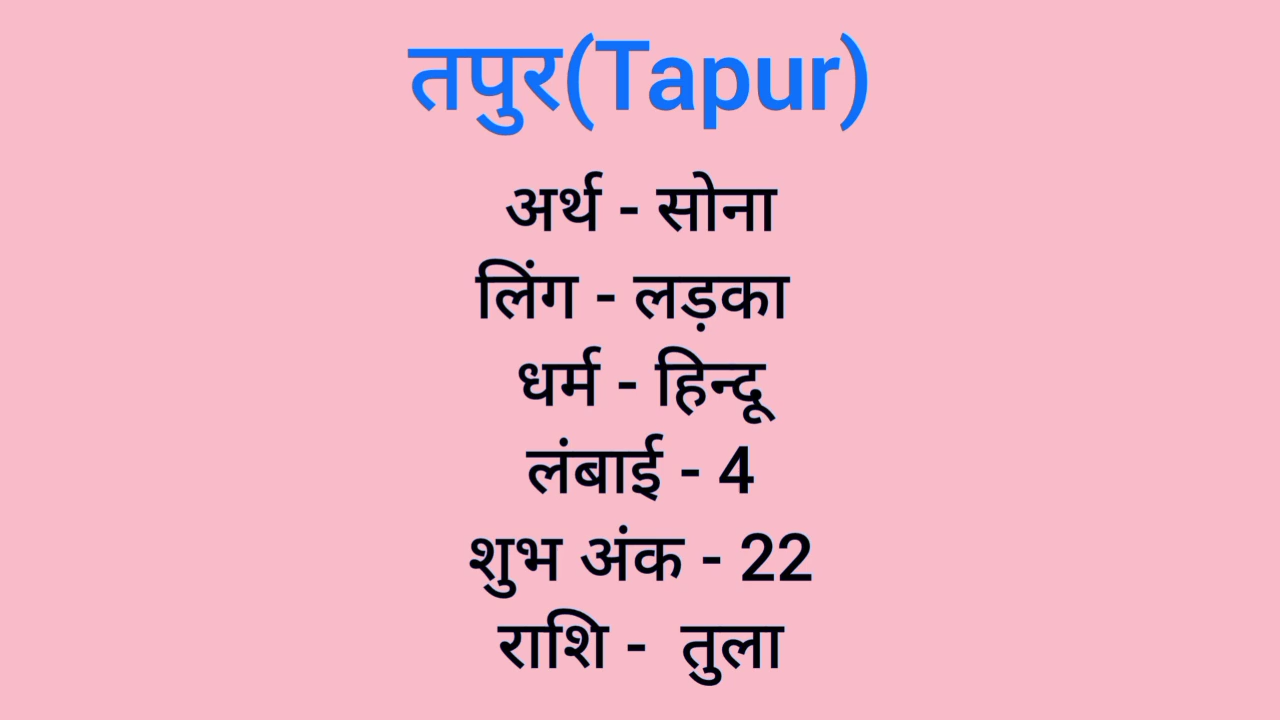 तपुर(Tapur)
अर्थ - सोना
लिंग - लड़का
धर्म - हिन्दू
लंबाई - 4
शुभ अंक - 22
राशि - तुला